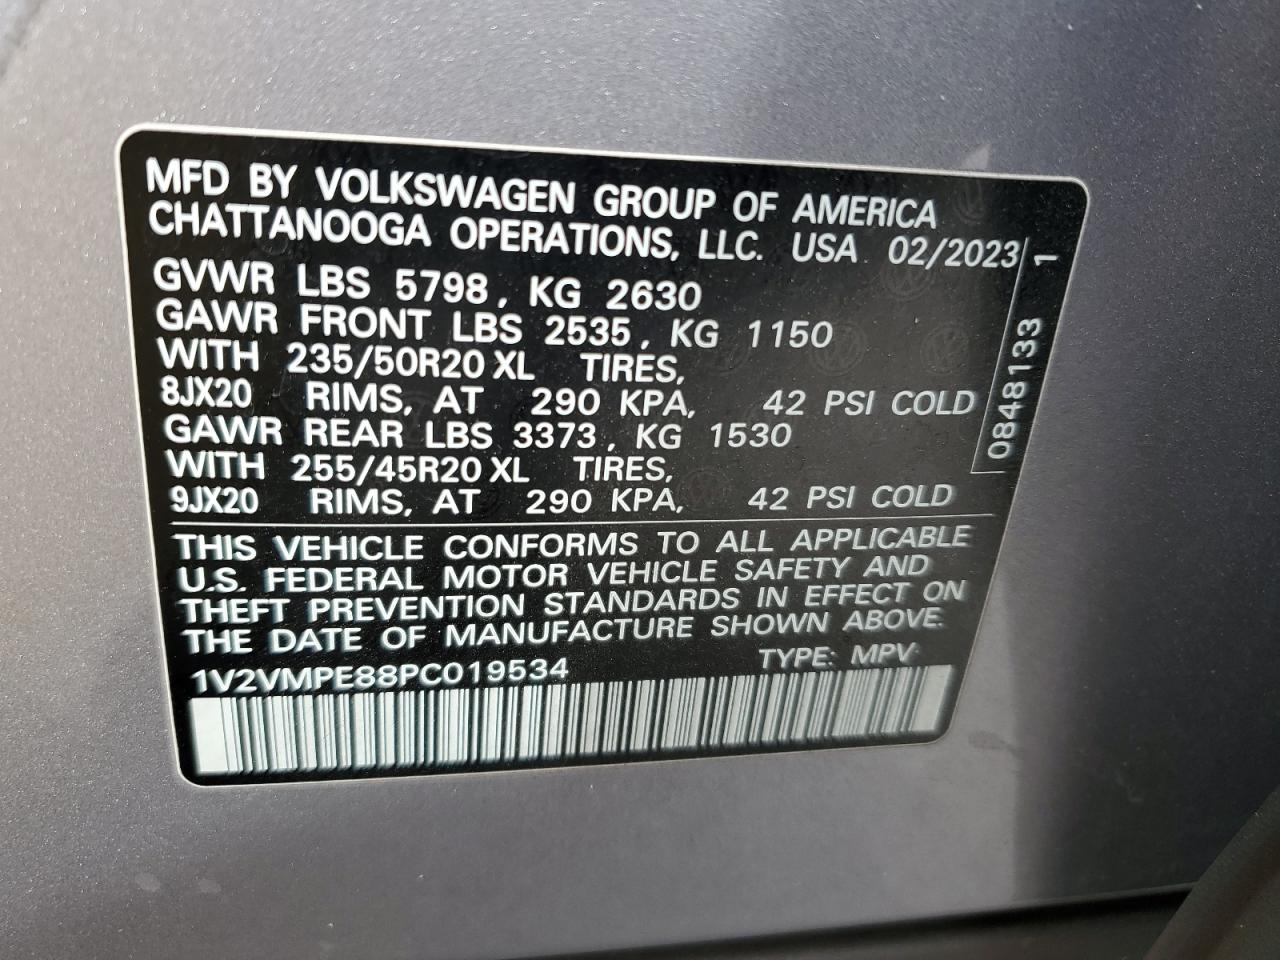 MFD BY VOLKSWAGEN GROUP OF AMERICA
CHATTANOOGA OPERATIONS, LLC. USA 02/2023
GVWR LBS 5798, KG 2630
GAWR FRONT LBS 2535, KG 1150
WITH 235/50R20 XL TIRES,
8JX20 RIMS, AT 290 KPA, 42 PSI COLD
GAWR REAR LBS 3373, KG 1530
WITH 255/45R20 XL TIRES,
9JX20 RIMS, AT 290 KPA, 42 PSI COLD
0848133 1
THIS VEHICLE CONFORMS TO ALL APPLICABLE
U.S. FEDERAL MOTOR VEHICLE SAFETY AND
THEFT PREVENTION STANDARDS IN EFFECT ON
THE DATE OF MANUFACTURE SHOWN ABOVE.
1V2VMPE88PC019534 TYPE: MPV